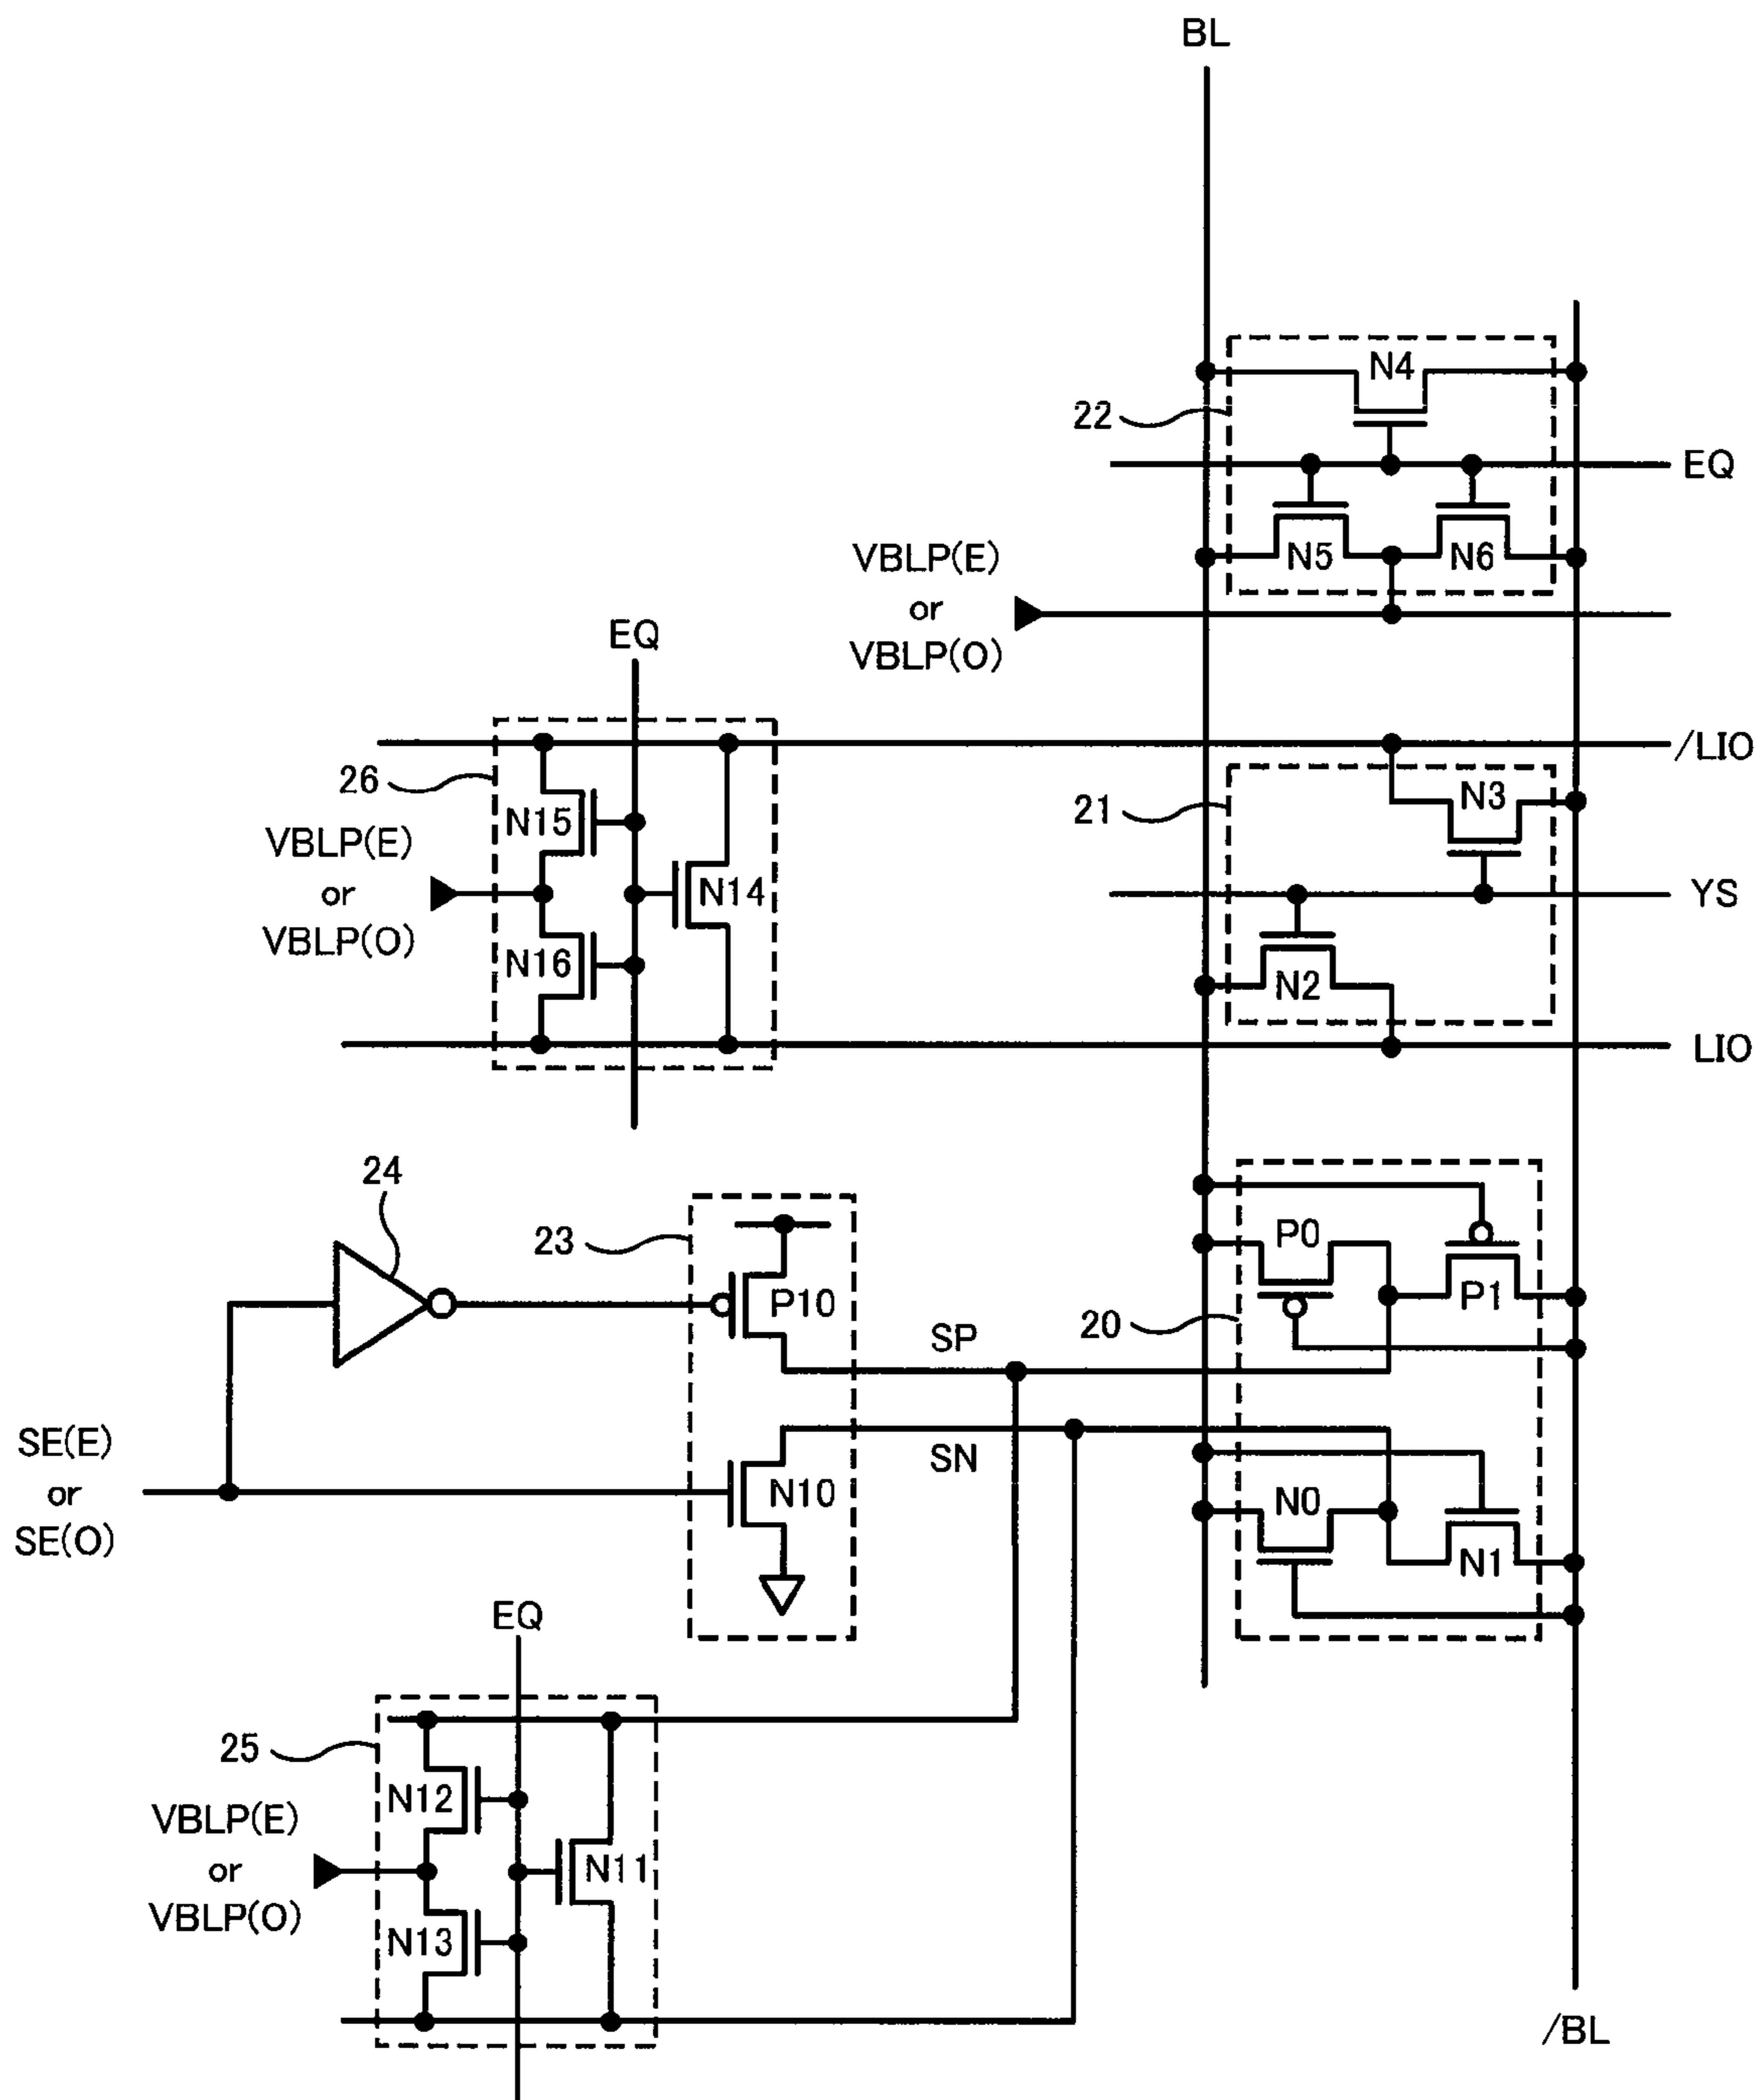 BL
N4
22
EQ
N5
N6
VBLP(E)
or
VBLP(O)
EQ
/LIO
26
21
N3
N15
VBLP(E)
or
VBLP(O)
N14
YS
N16
N2
LIO
24
23
P0
P10
P1
20
SP
SE(E)
or
SE(O)
SN
N10
N0
N1
EQ
25
N12
VBLP(E)
or
VBLP(O)
N11
N13
/BL